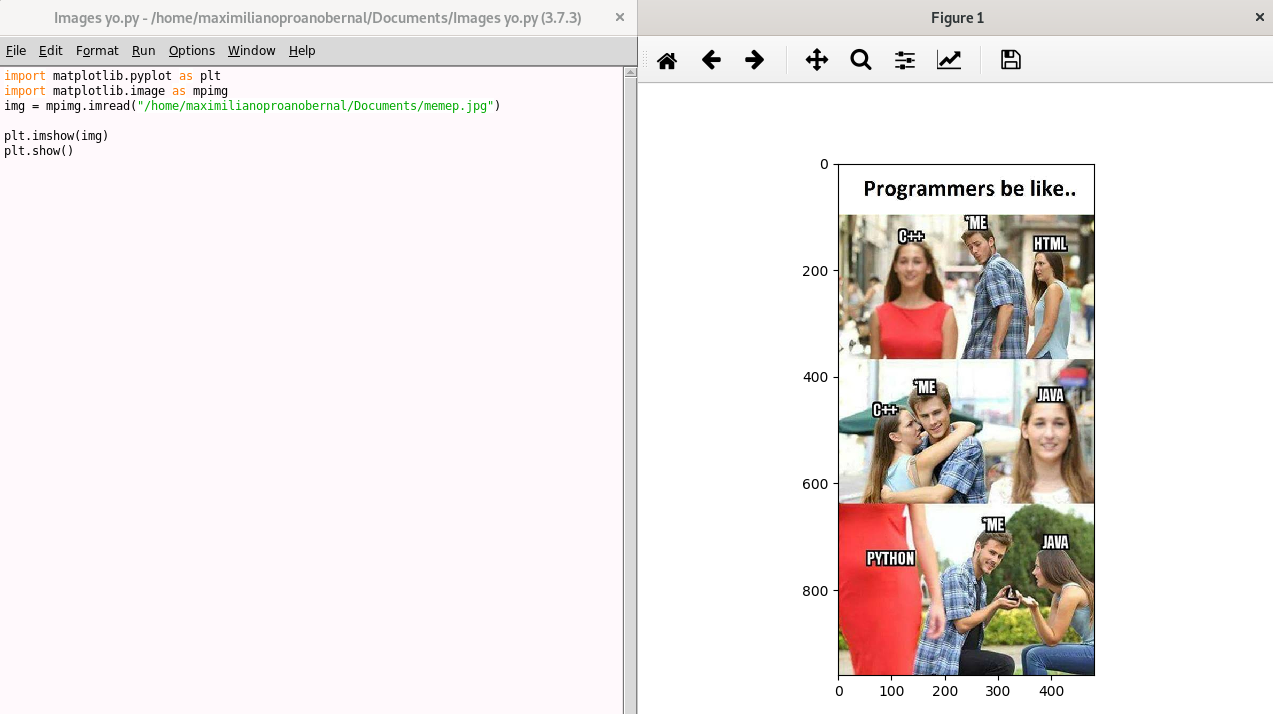 Images yo.py - /home/maximilianoproanobernal/Documents/Images yo.py (3.7.3)
File Edit Format Run Options Window Help
import matplotlib.pyplot as plt
import matplotlib.image as mpimg
img = mpimg.imread("/home/maximilianoproanobernal/Documents/memep.jpg")
plt.imshow(img)
plt.show()
Figure 1
0
200
400
600
800
0 100 200 300 400
Programmers be like..
C++
*ME
HTML
*ME
C++
JAVA
*ME
PYTHON
JAVA